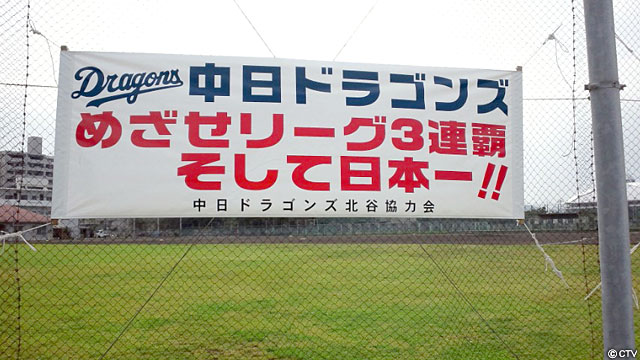 Dragons 中日ドラゴンズ
めざせリーグ3連覇
そして日本一!!
中日ドラゴンズ北谷協力会
© CTV